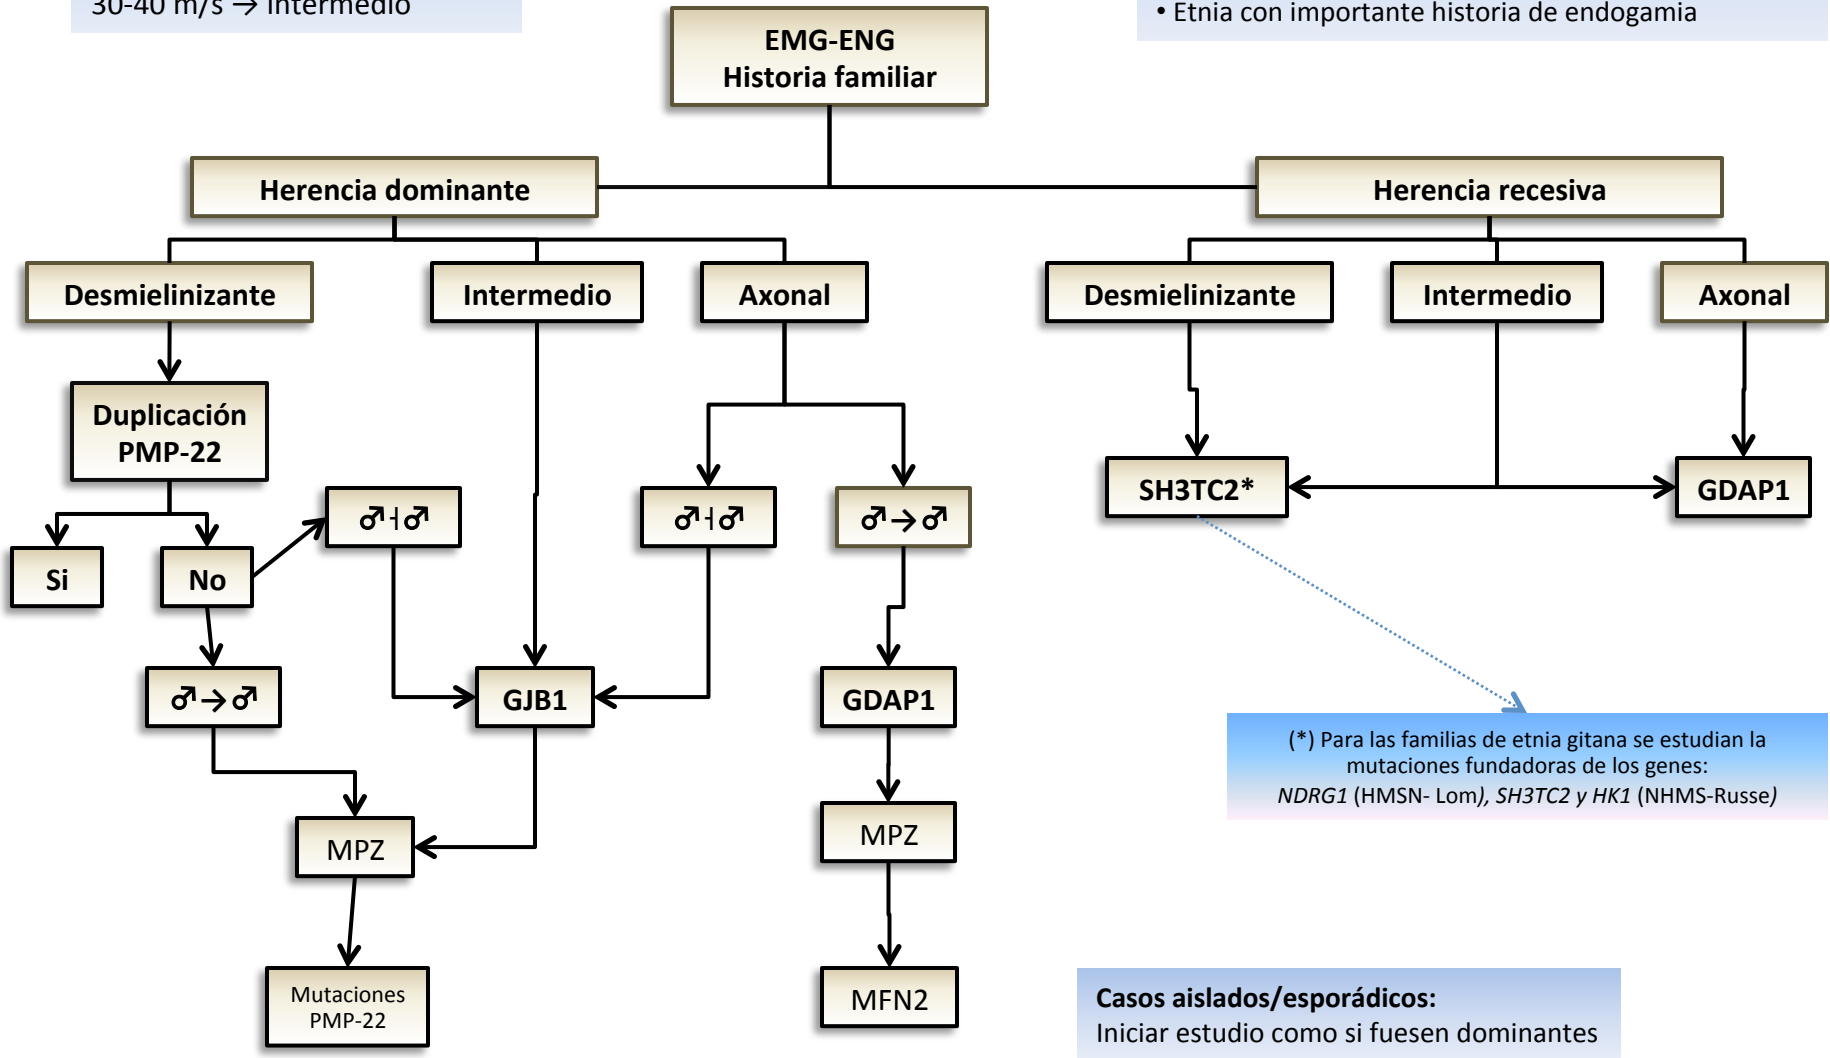 30-40 m/s → Intermedio
• Etnia con importante historia de endogamia
EMG-ENG
Historia familiar
Herencia dominante
Herencia recesiva
Desmielinizante
Intermedio
Axonal
Desmielinizante
Intermedio
Axonal
Duplicación
PMP-22
SH3TC2*
GDAP1
♂┤♂
♂┤♂
♂→♂
Si
No
♂→♂
GJB1
GDAP1
(*) Para las familias de etnia gitana se estudian la
mutaciones fundadoras de los genes:
NDRG1 (HMSN- Lom), SH3TC2 y HK1 (NHMS-Russe)
MPZ
MPZ
Mutaciones
PMP-22
MFN2
Casos aislados/esporádicos:
Iniciar estudio como si fuesen dominantes